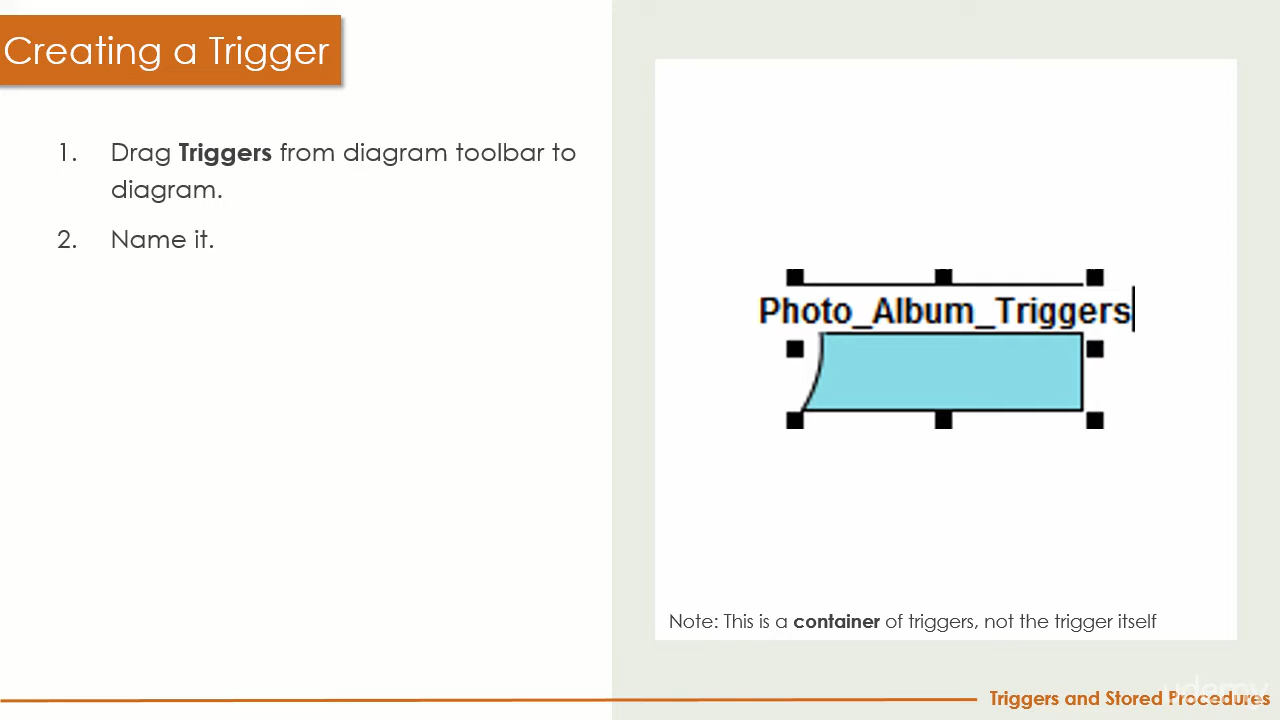 Creating a Trigger
1. Drag Triggers from diagram toolbar to
diagram.
2. Name it.
Photo_Album_Triggers
Note: This is a container of triggers, not the trigger itself
Triggers and Stored Procedures
udemy